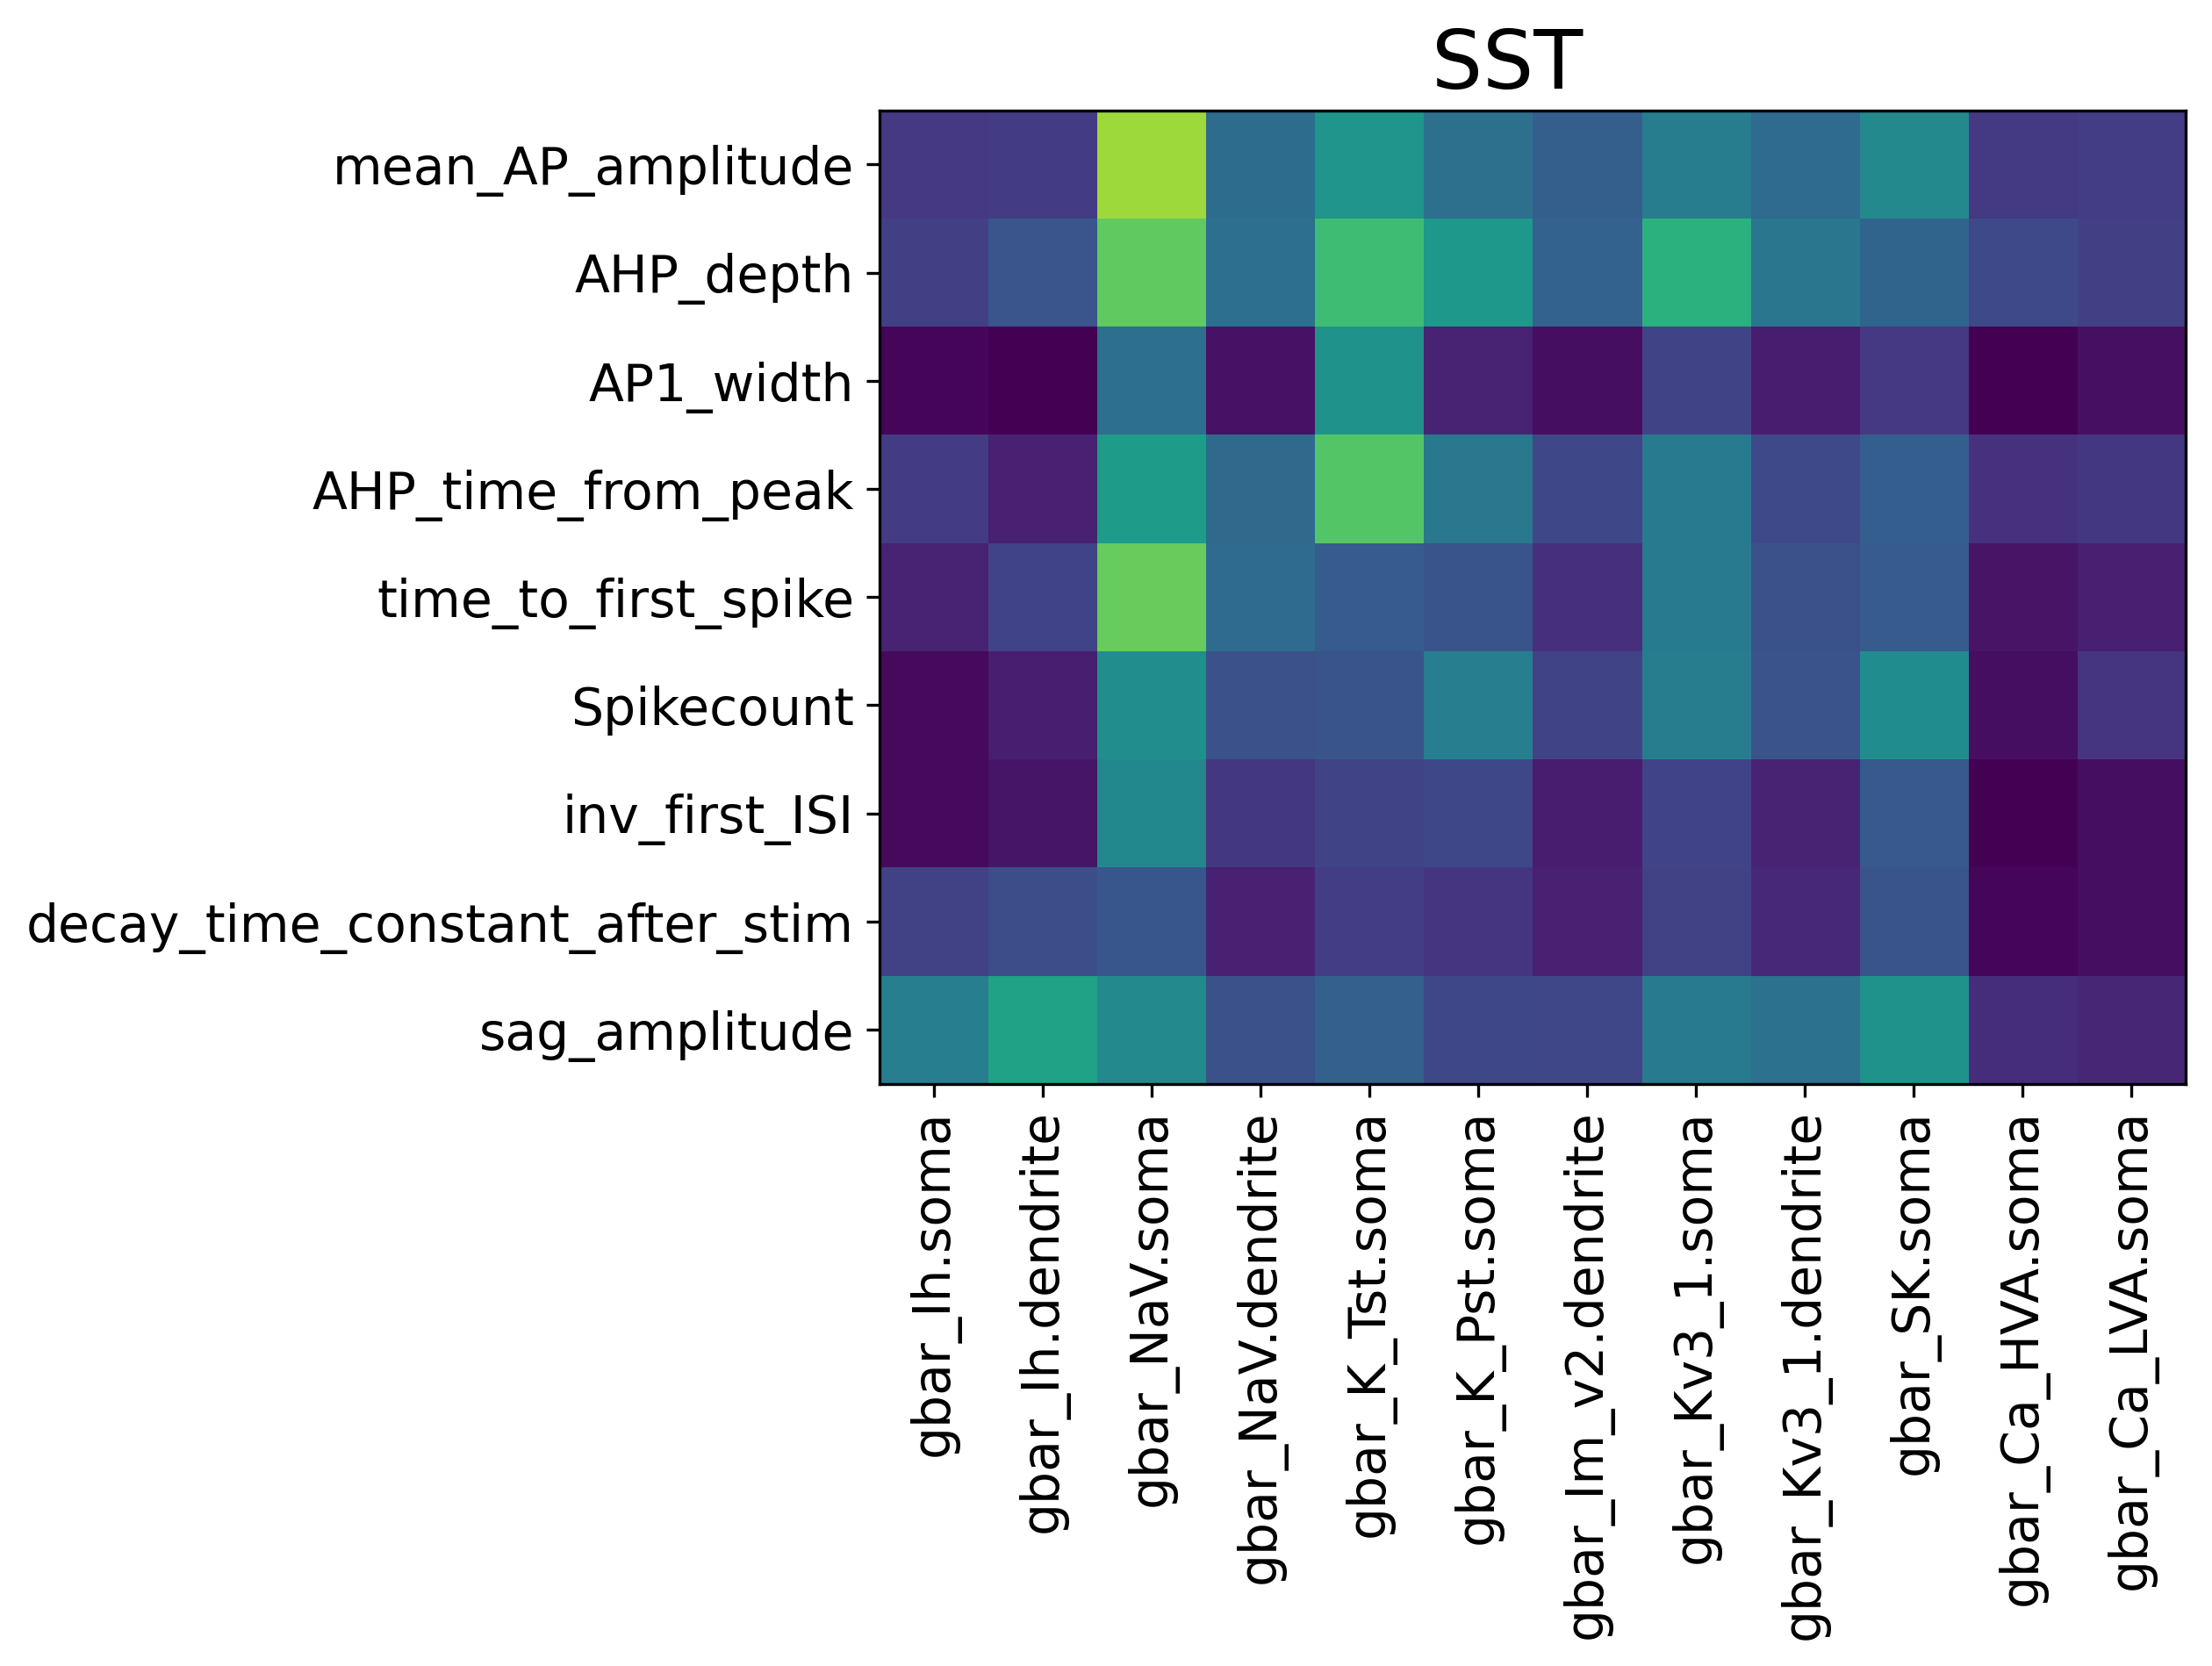 SST
mean_AP_amplitude
AHP_depth
AP1_width
AHP_time_from_peak
time_to_first_spike
Spikecount
inv_first_ISI
decay_time_constant_after_stim
sag_amplitude
gbar_Ih.soma
gbar_Ih.dendrite
gbar_NaV.soma
gbar_NaV.dendrite
gbar_K_Tst.soma
gbar_K_Pst.soma
gbar_Im_v2.dendrite
gbar_Kv3_1.soma
gbar_Kv3_1.dendrite
gbar_SK.soma
gbar_Ca_HVA.soma
gbar_Ca_LVA.soma